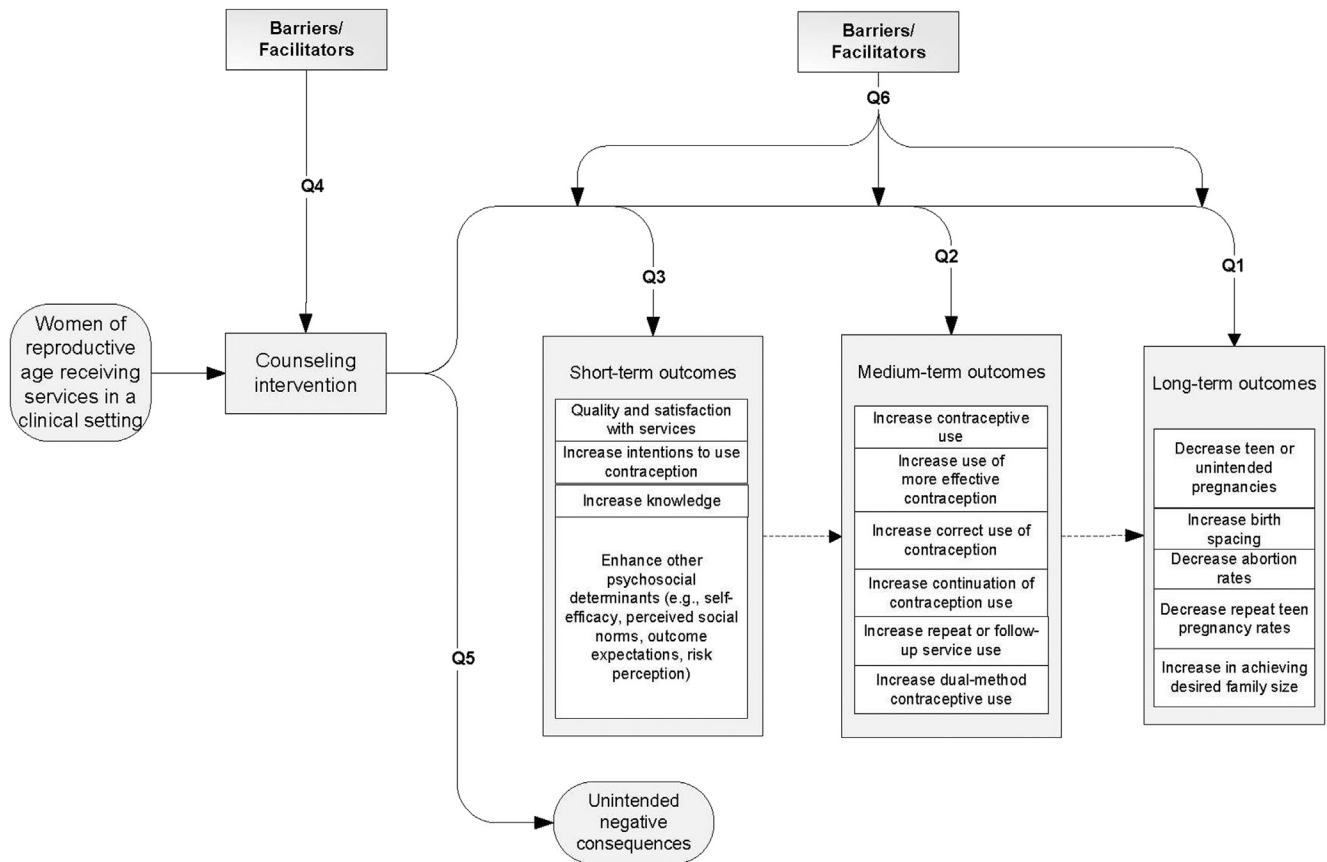 Barriers/
Facilitators
Barriers/
Facilitators
Q6
Q4
Q3
Q2
Q1
Women of
reproductive
age receiving
services in a
clinical setting
Counseling
intervention
Short-term outcomes
Quality and satisfaction
with services
Increase intentions to use
contraception
Increase knowledge
Enhance other
psychosocial
determinants (e.g., self-
efficacy, perceived social
norms, outcome
expectations, risk
perception)
Medium-term outcomes
Increase contraceptive
use
Increase use of
more effective
contraception
Increase correct use of
contraception
Increase continuation of
contraception use
Increase repeat or follow-
up service use
Increase dual-method
contraceptive use
Long-term outcomes
Decrease teen or
unintended
pregnancies
Increase birth
spacing
Decrease abortion
rates
Decrease repeat teen
pregnancy rates
Increase in achieving
desired family size
Q5
Unintended
negative
consequences